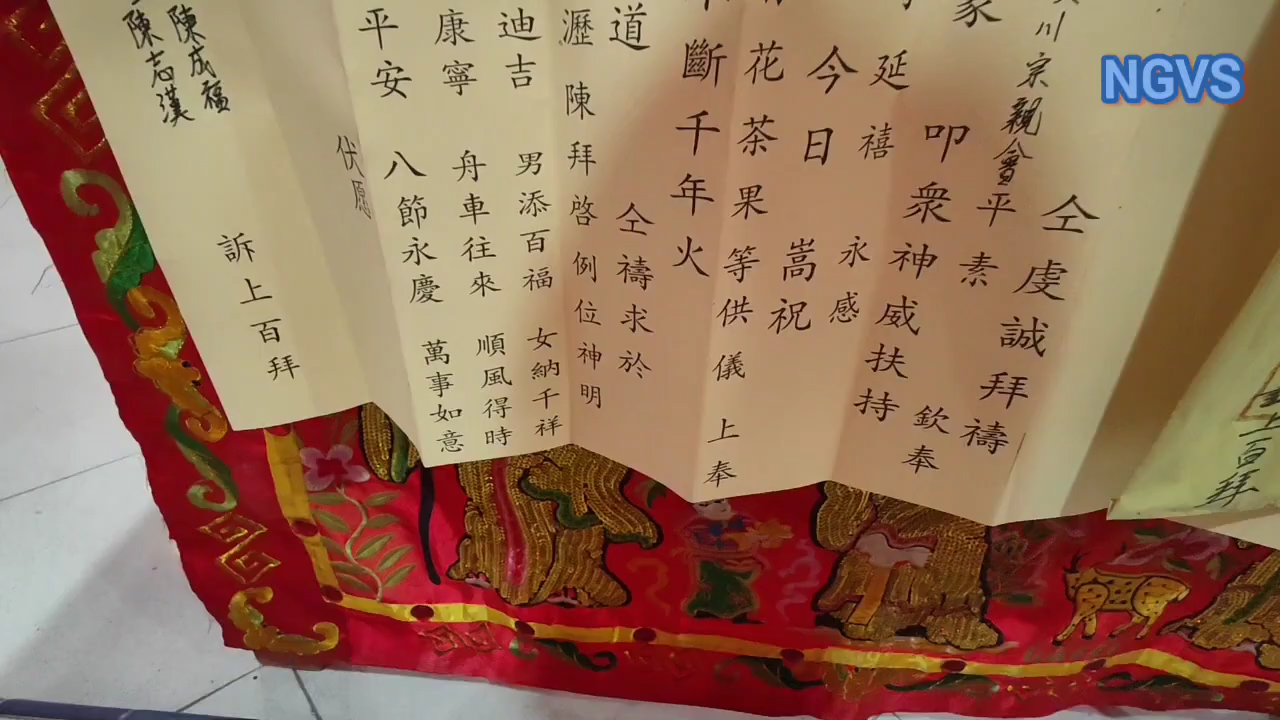 NGVS
川宗親會平素
仝虔誠拜禱
家叩衆神威扶持
欽奉
延禧永感
今日嵩祝
花茶果等供儀上奉
斷千年火
道仝禱求於
瀝陳拜啓例位神明
迪吉男添百福女納千祥
康寧舟車往來順風得時
平安八節永慶萬事如意
伏愿
陳成福
陳志漢
訴上百拜
上百拜